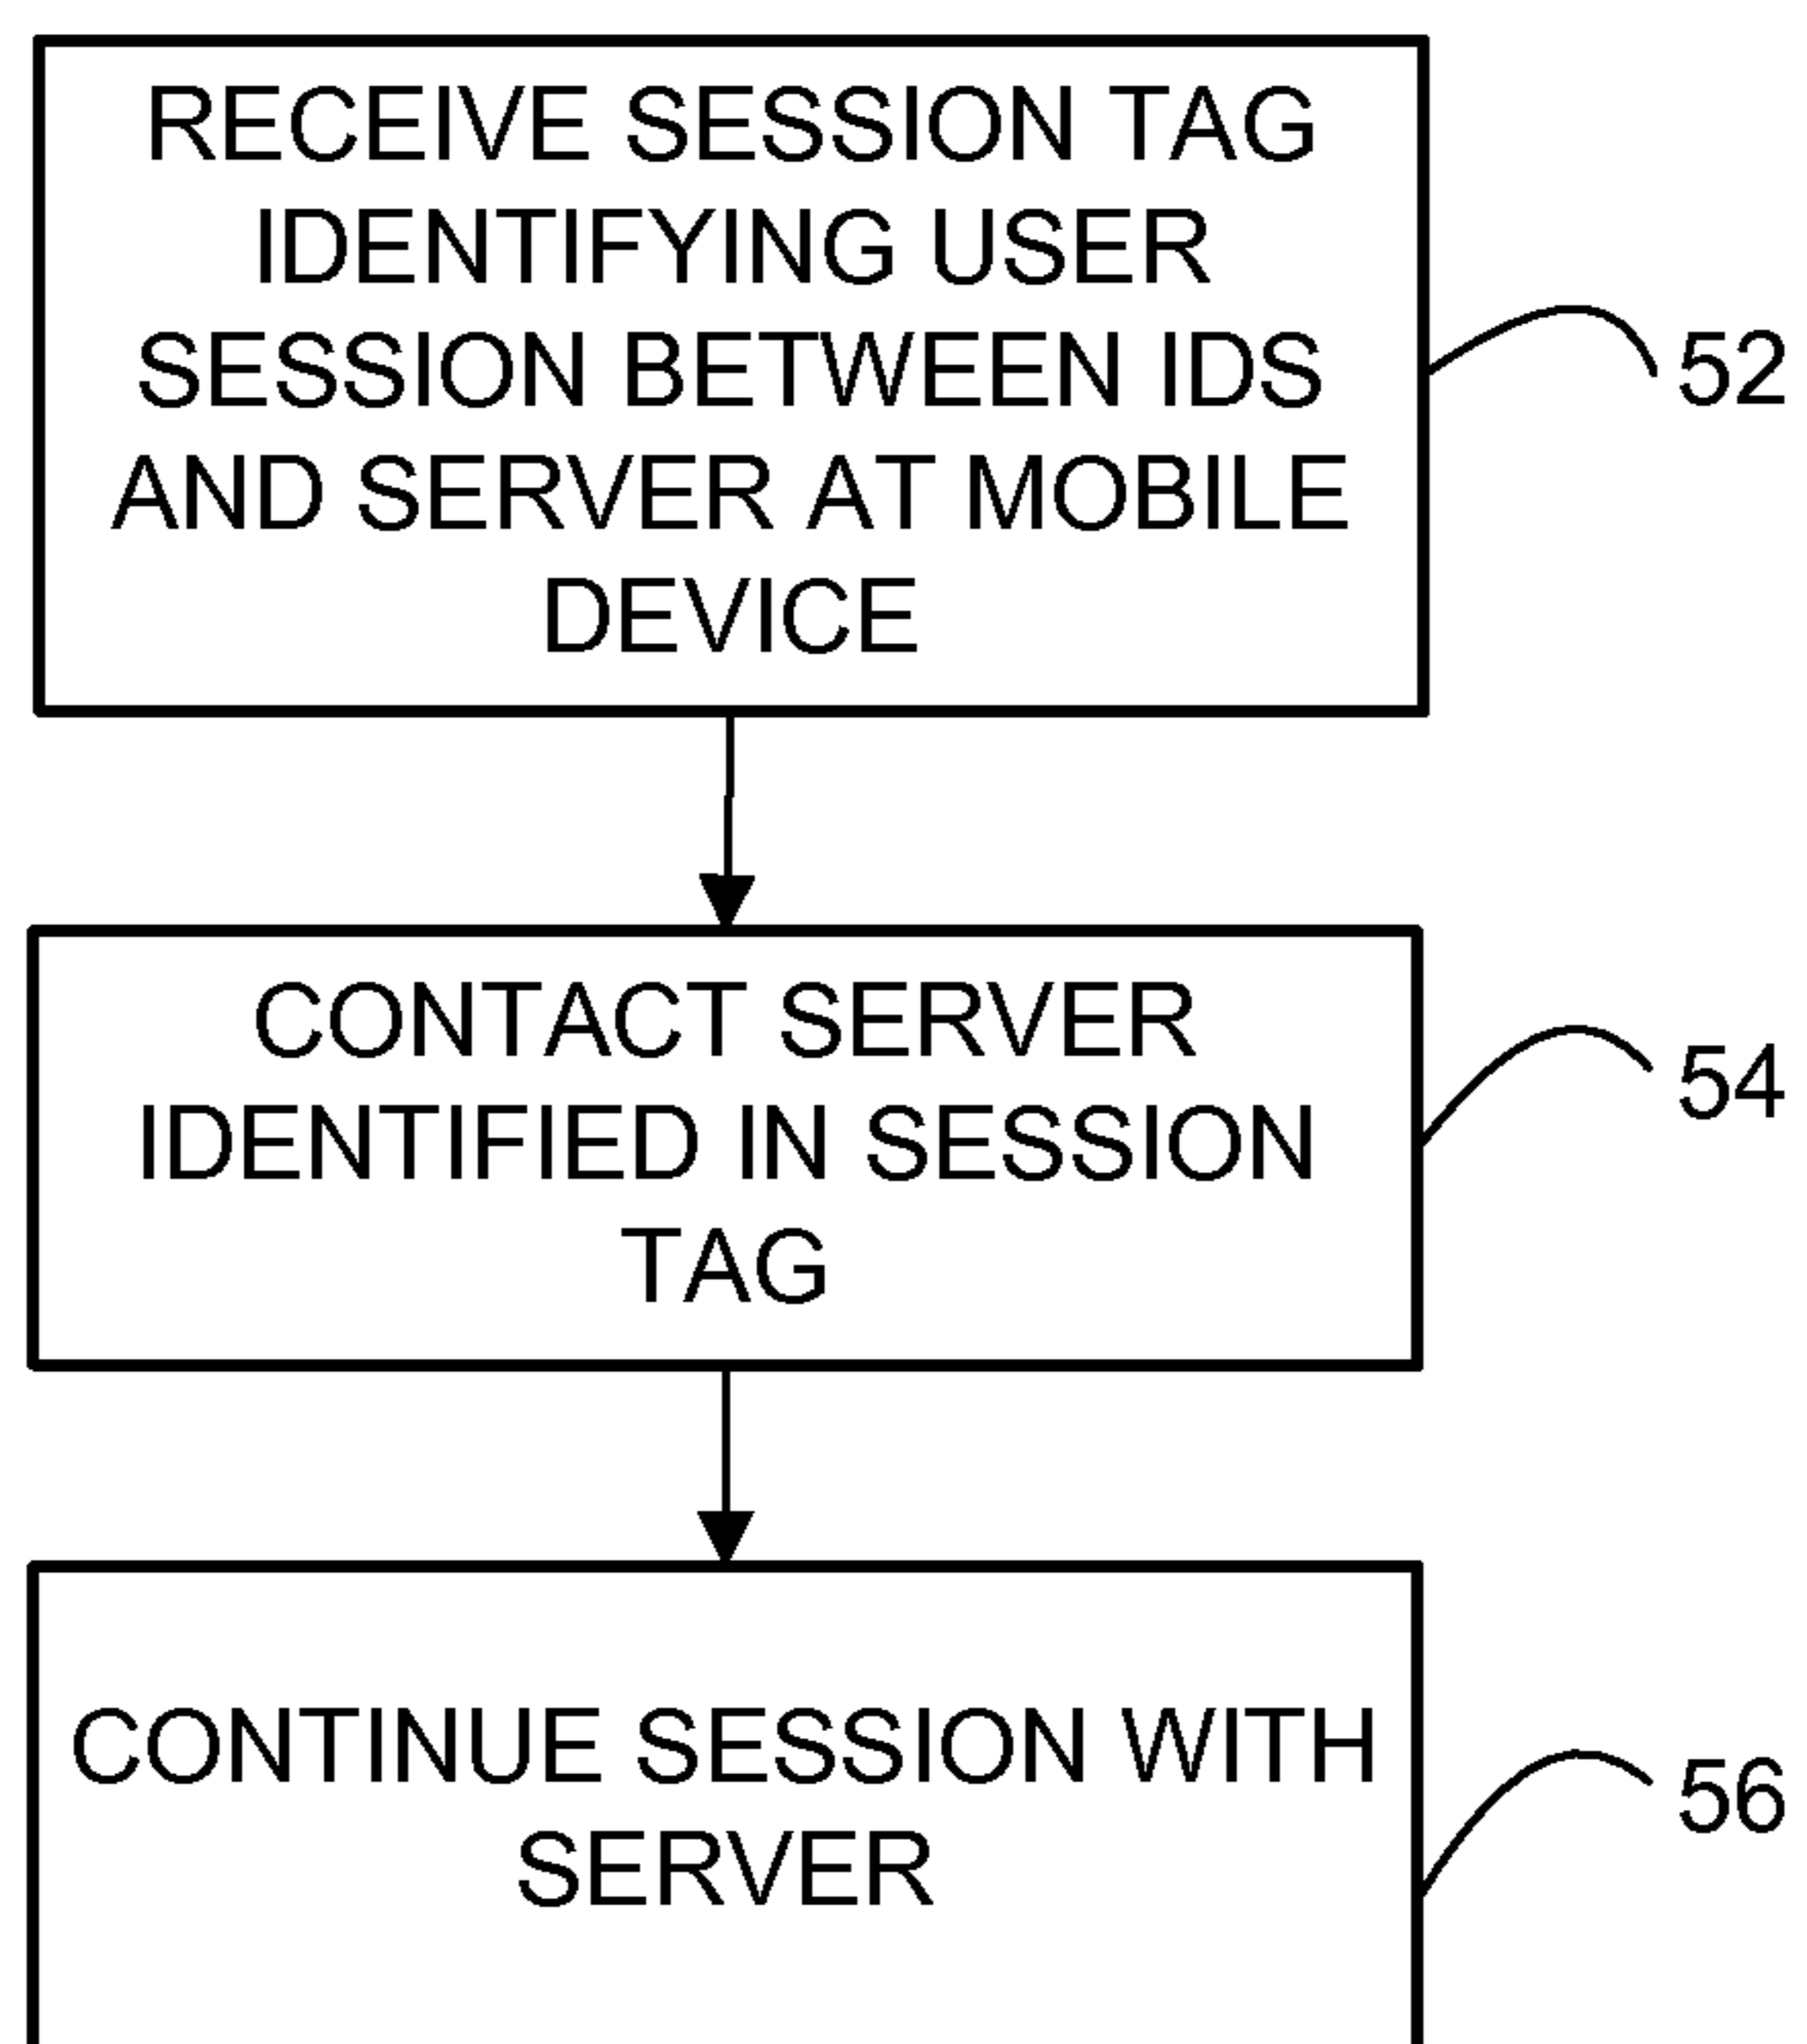 RECEIVE SESSION TAG
IDENTIFYING USER
SESSION BETWEEN IDS
AND SERVER AT MOBILE
DEVICE
52
CONTACT SERVER
IDENTIFIED IN SESSION
TAG
54
CONTINUE SESSION WITH
SERVER
56